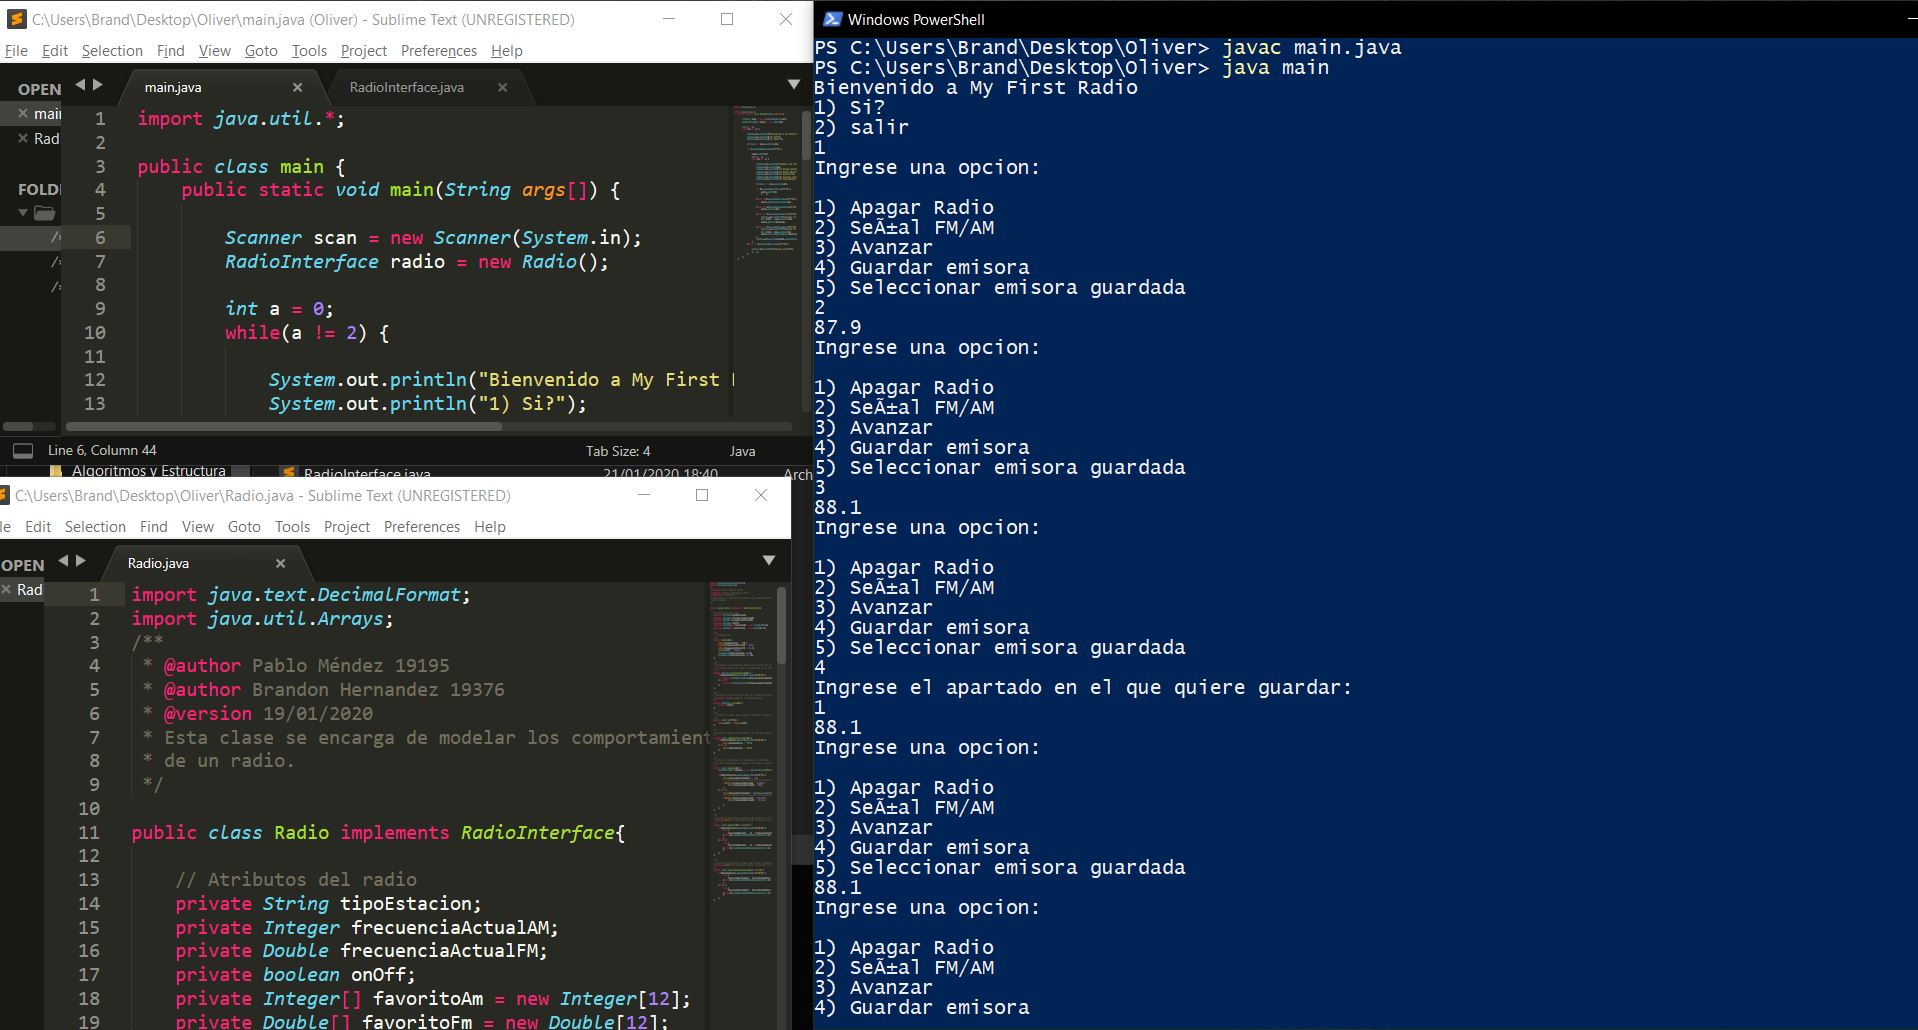 C:\Users\Brand\Desktop\Oliver\main.java (Oliver) - Sublime Text (UNREGISTERED)
File Edit Selection Find View Goto Tools Project Preferences Help
OPEN
main.java
RadioInterface.java
Rad
FOLD
1 import java.util.*;
2
3 public class main {
4 public static void main(String args[]) {
5
6 Scanner scan = new Scanner(System.in);
7 RadioInterface radio = new Radio();
8
9 int a = 0;
10 while(a != 2) {
11
12 System.out.println("Bienvenido a My First
13 System.out.println("1) Si?");
Line 6, Column 44
Tab Size: 4
Java
Algoritmos y Estructura
RadioInterface.java
21/01/2020 18:40
Arch
C:\Users\Brand\Desktop\Oliver\Radio.java - Sublime Text (UNREGISTERED)
le Edit Selection Find View Goto Tools Project Preferences Help
OPEN
Rad
Radio.java
1 import java.text.DecimalFormat;
2 import java.util.Arrays;
3 /**
4 * @author Pablo Méndez 19195
5 * @author Brandon Hernandez 19376
6 * @version 19/01/2020
7 * Esta clase se encarga de modelar los comportamient
8 * de un radio.
9 */
10
11 public class Radio implements RadioInterface{
12
13 // Atributos del radio
14 private String tipoEstacion;
15 private Integer frecuenciaActualAM;
16 private Double frecuenciaActualFM;
17 private boolean onOff;
18 private Integer[] favoritoAm = new Integer[12];
19 private Double[] favoritoFm = new Double[12];
Windows PowerShell
PS C:\Users\Brand\Desktop\Oliver> javac main.java
PS C:\Users\Brand\Desktop\Oliver> java main
Bienvenido a My First Radio
1) Si?
2) salir
1
Ingrese una opcion:
1) Apagar Radio
2) SeÃ±al FM/AM
3) Avanzar
4) Guardar emisora
5) Seleccionar emisora guardada
2
87.9
Ingrese una opcion:
1) Apagar Radio
2) SeÃ±al FM/AM
3) Avanzar
4) Guardar emisora
5) Seleccionar emisora guardada
3
88.1
Ingrese una opcion:
1) Apagar Radio
2) SeÃ±al FM/AM
3) Avanzar
4) Guardar emisora
5) Seleccionar emisora guardada
4
Ingrese el apartado en el que quiere guardar:
1
88.1
Ingrese una opcion:
1) Apagar Radio
2) SeÃ±al FM/AM
3) Avanzar
4) Guardar emisora
5) Seleccionar emisora guardada
88.1
Ingrese una opcion:
1) Apagar Radio
2) SeÃ±al FM/AM
3) Avanzar
4) Guardar emisora